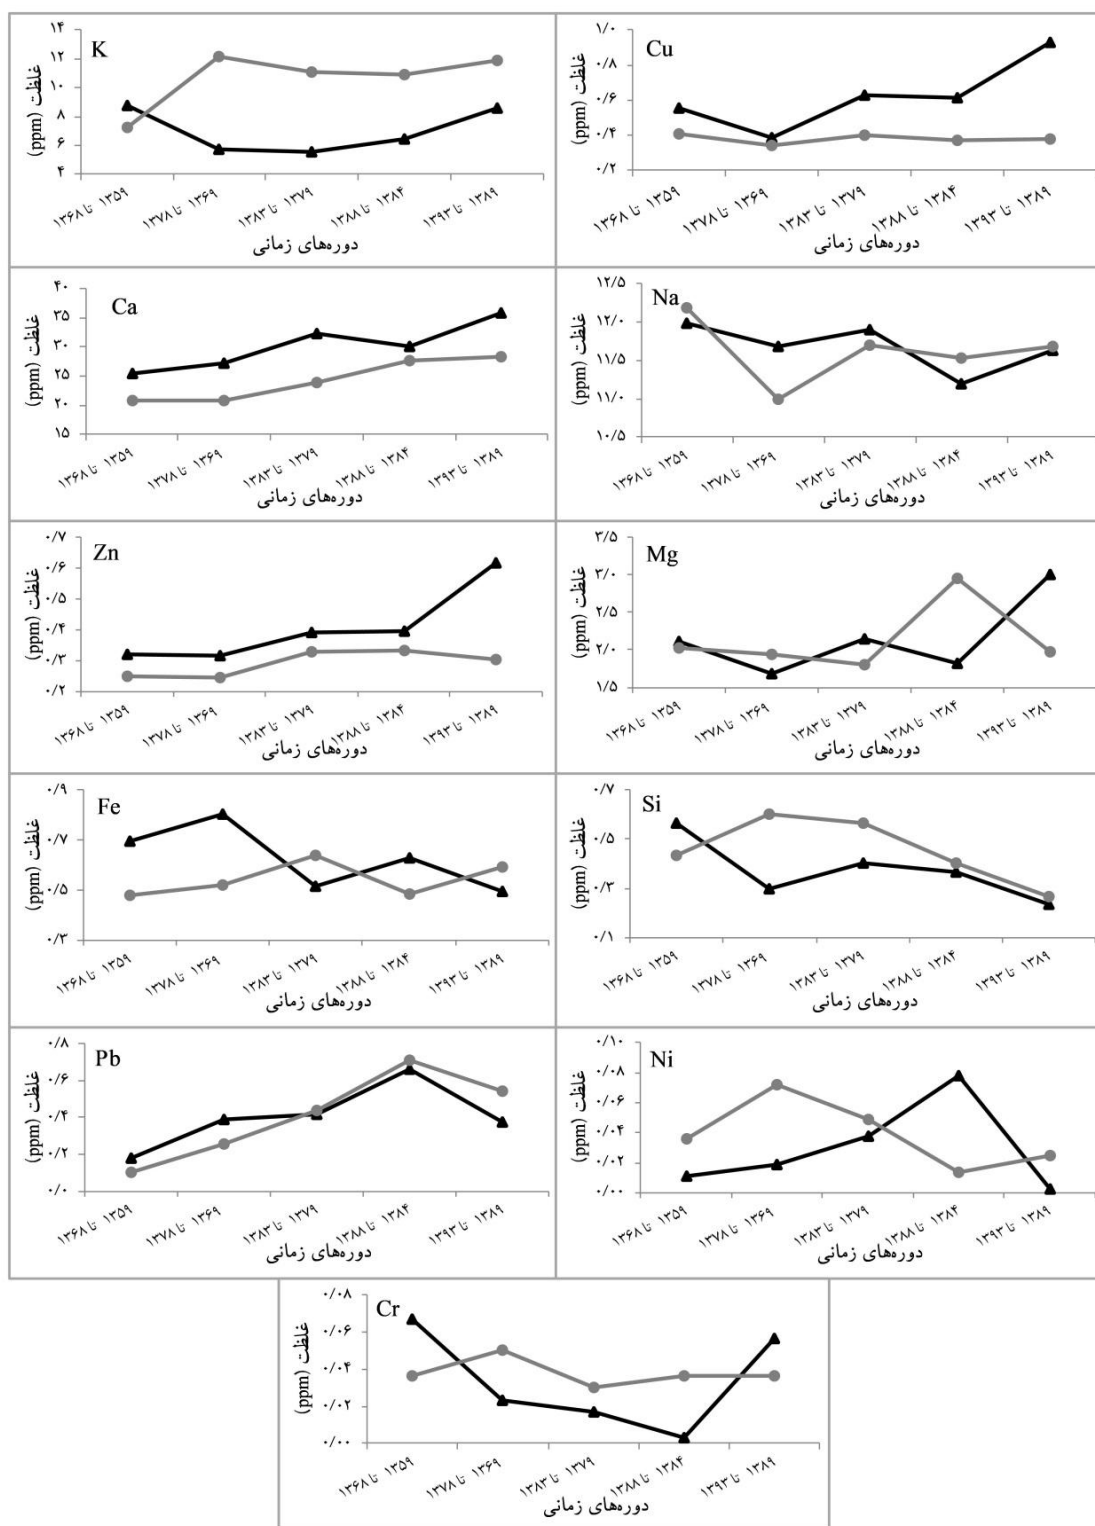 K
۱۴
۱۲
۱۰
۸
۶
۴
غلظت (ppm)
۱۳۵۹ تا ۱۳۶۸
۱۳۶۹ تا ۱۳۷۸
۱۳۷۹ تا ۱۳۸۳
۱۳۸۴ تا ۱۳۸۸
۱۳۸۹ تا ۱۳۹۳
دوره‌های زمانی
Cu
۱/۰
۰/۸
۰/۶
۰/۴
۰/۲
غلظت (ppm)
۱۳۵۹ تا ۱۳۶۸
۱۳۶۹ تا ۱۳۷۸
۱۳۷۹ تا ۱۳۸۳
۱۳۸۴ تا ۱۳۸۸
۱۳۸۹ تا ۱۳۹۳
دوره‌های زمانی
Ca
۴۰
۳۵
۳۰
۲۵
۲۰
۱۵
غلظت (ppm)
۱۳۵۹ تا ۱۳۶۸
۱۳۶۹ تا ۱۳۷۸
۱۳۷۹ تا ۱۳۸۳
۱۳۸۴ تا ۱۳۸۸
۱۳۸۹ تا ۱۳۹۳
دوره‌های زمانی
Na
۱۲/۵
۱۲/۰
۱۱/۵
۱۱/۰
۱۰/۵
غلظت (ppm)
۱۳۵۹ تا ۱۳۶۸
۱۳۶۹ تا ۱۳۷۸
۱۳۷۹ تا ۱۳۸۳
۱۳۸۴ تا ۱۳۸۸
۱۳۸۹ تا ۱۳۹۳
دوره‌های زمانی
Zn
۰/۷
۰/۶
۰/۵
۰/۴
۰/۳
۰/۲
غلظت (ppm)
۱۳۵۹ تا ۱۳۶۸
۱۳۶۹ تا ۱۳۷۸
۱۳۷۹ تا ۱۳۸۳
۱۳۸۴ تا ۱۳۸۸
۱۳۸۹ تا ۱۳۹۳
دوره‌های زمانی
Mg
۳/۵
۳/۰
۲/۵
۲/۰
۱/۵
غلظت (ppm)
۱۳۵۹ تا ۱۳۶۸
۱۳۶۹ تا ۱۳۷۸
۱۳۷۹ تا ۱۳۸۳
۱۳۸۴ تا ۱۳۸۸
۱۳۸۹ تا ۱۳۹۳
دوره‌های زمانی
Fe
۰/۹
۰/۷
۰/۵
۰/۳
غلظت (ppm)
۱۳۵۹ تا ۱۳۶۸
۱۳۶۹ تا ۱۳۷۸
۱۳۷۹ تا ۱۳۸۳
۱۳۸۴ تا ۱۳۸۸
۱۳۸۹ تا ۱۳۹۳
دوره‌های زمانی
Si
۰/۷
۰/۵
۰/۳
۰/۱
غلظت (ppm)
۱۳۵۹ تا ۱۳۶۸
۱۳۶۹ تا ۱۳۷۸
۱۳۷۹ تا ۱۳۸۳
۱۳۸۴ تا ۱۳۸۸
۱۳۸۹ تا ۱۳۹۳
دوره‌های زمانی
Pb
۰/۸
۰/۶
۰/۴
۰/۲
۰/۰
غلظت (ppm)
۱۳۵۹ تا ۱۳۶۸
۱۳۶۹ تا ۱۳۷۸
۱۳۷۹ تا ۱۳۸۳
۱۳۸۴ تا ۱۳۸۸
۱۳۸۹ تا ۱۳۹۳
دوره‌های زمانی
Ni
۰/۱۰
۰/۰۸
۰/۰۶
۰/۰۴
۰/۰۲
۰/۰۰
غلظت (ppm)
۱۳۵۹ تا ۱۳۶۸
۱۳۶۹ تا ۱۳۷۸
۱۳۷۹ تا ۱۳۸۳
۱۳۸۴ تا ۱۳۸۸
۱۳۸۹ تا ۱۳۹۳
دوره‌های زمانی
Cr
۰/۰۸
۰/۰۶
۰/۰۴
۰/۰۲
۰/۰۰
غلظت (ppm)
۱۳۵۹ تا ۱۳۶۸
۱۳۶۹ تا ۱۳۷۸
۱۳۷۹ تا ۱۳۸۳
۱۳۸۴ تا ۱۳۸۸
۱۳۸۹ تا ۱۳۹۳
دوره‌های زمانی